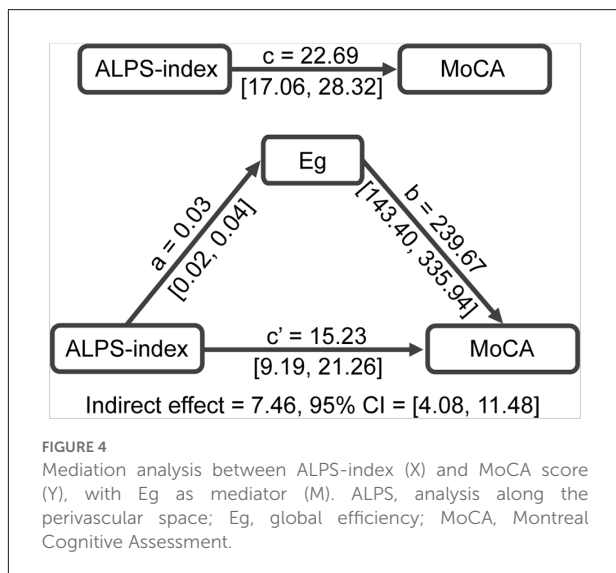 c = 22.69
ALPS-index
MoCA
[17.06, 28.32]
Eg
a = 0.03
[0.02, 0.04]
b = 239.67
[143.40, 335.94]
c' = 15.23
ALPS-index
MoCA
[9.19, 21.26]
Indirect effect = 7.46, 95% CI = [4.08, 11.48]
FIGURE 4
Mediation analysis between ALPS-index (X) and MoCA score
(Y), with Eg as mediator (M). ALPS, analysis along the
perivascular space; Eg, global efficiency; MoCA, Montreal
Cognitive Assessment.